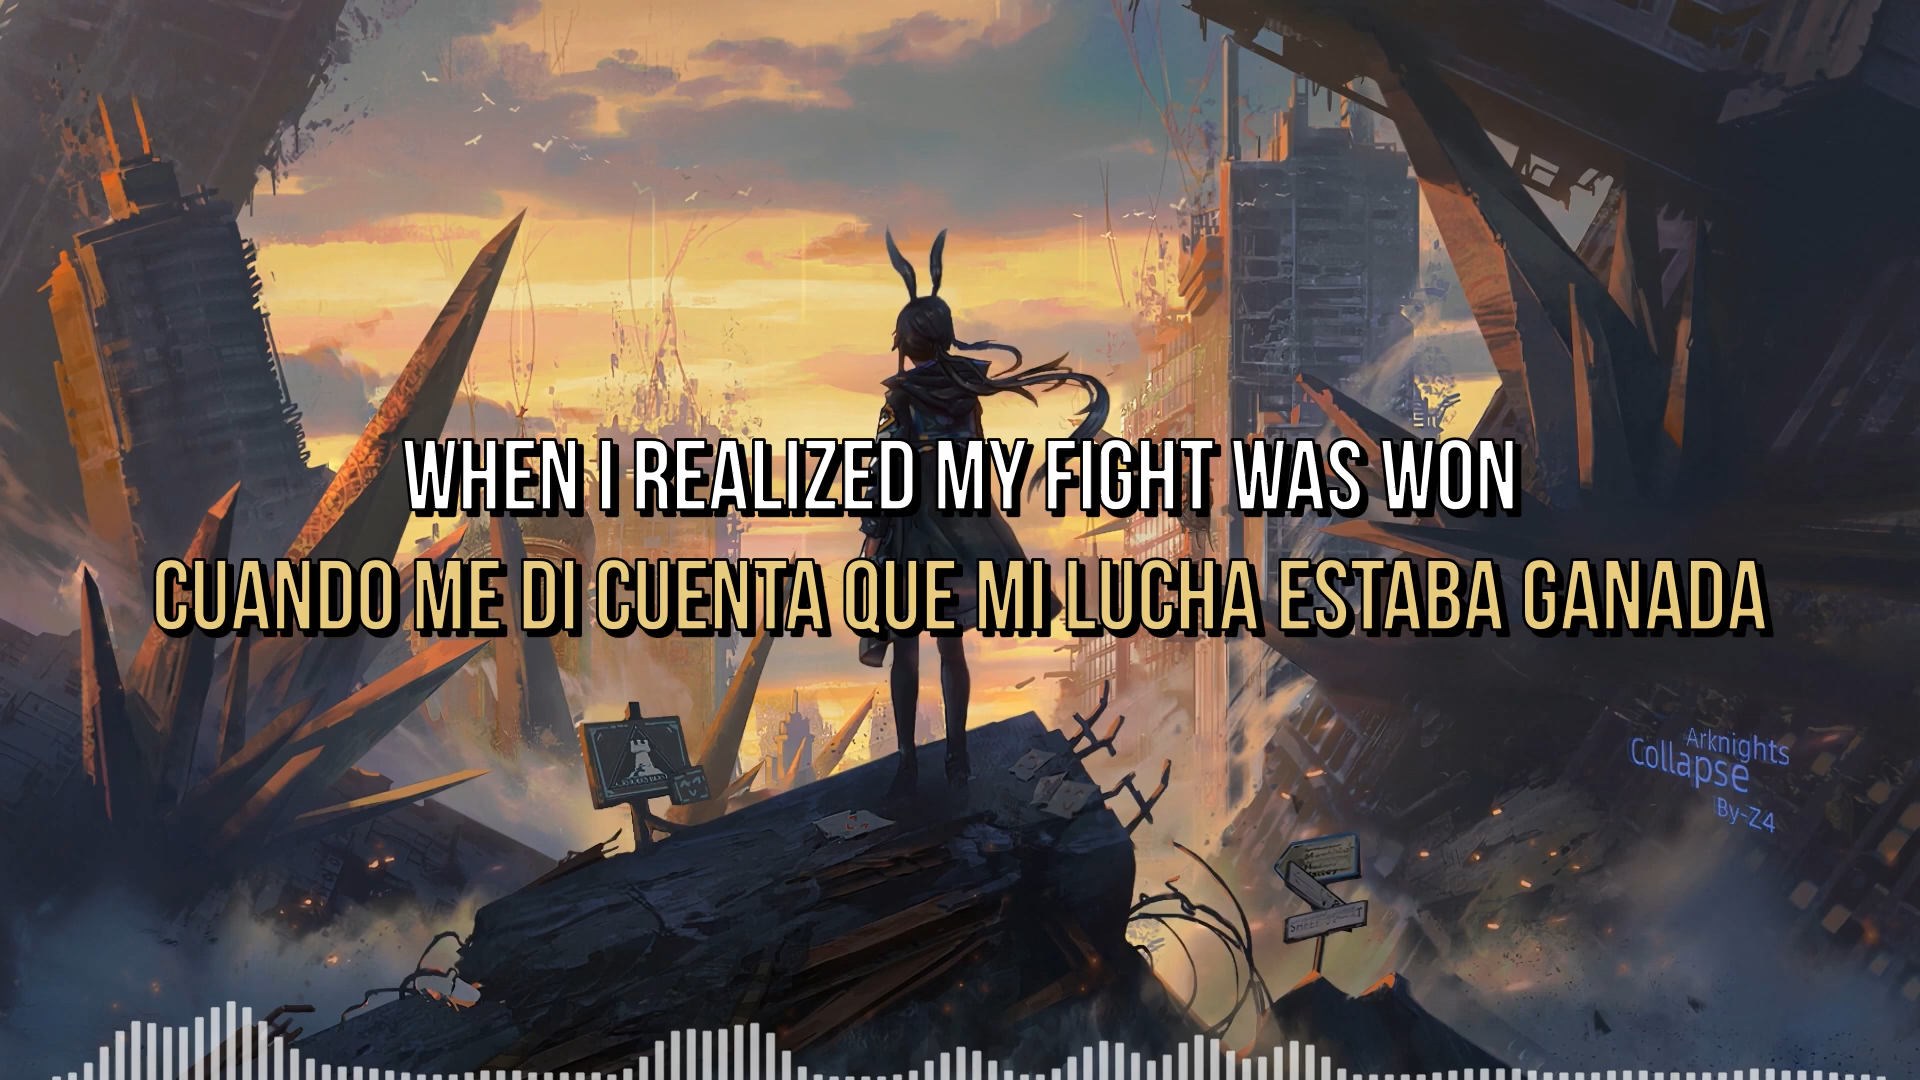 WHEN I REALIZED MY FIGHT WAS WON
CUANDO ME DI CUENTA QUE MI LUCHA ESTABA GANADA
Arknights
Collapse
By-Z4